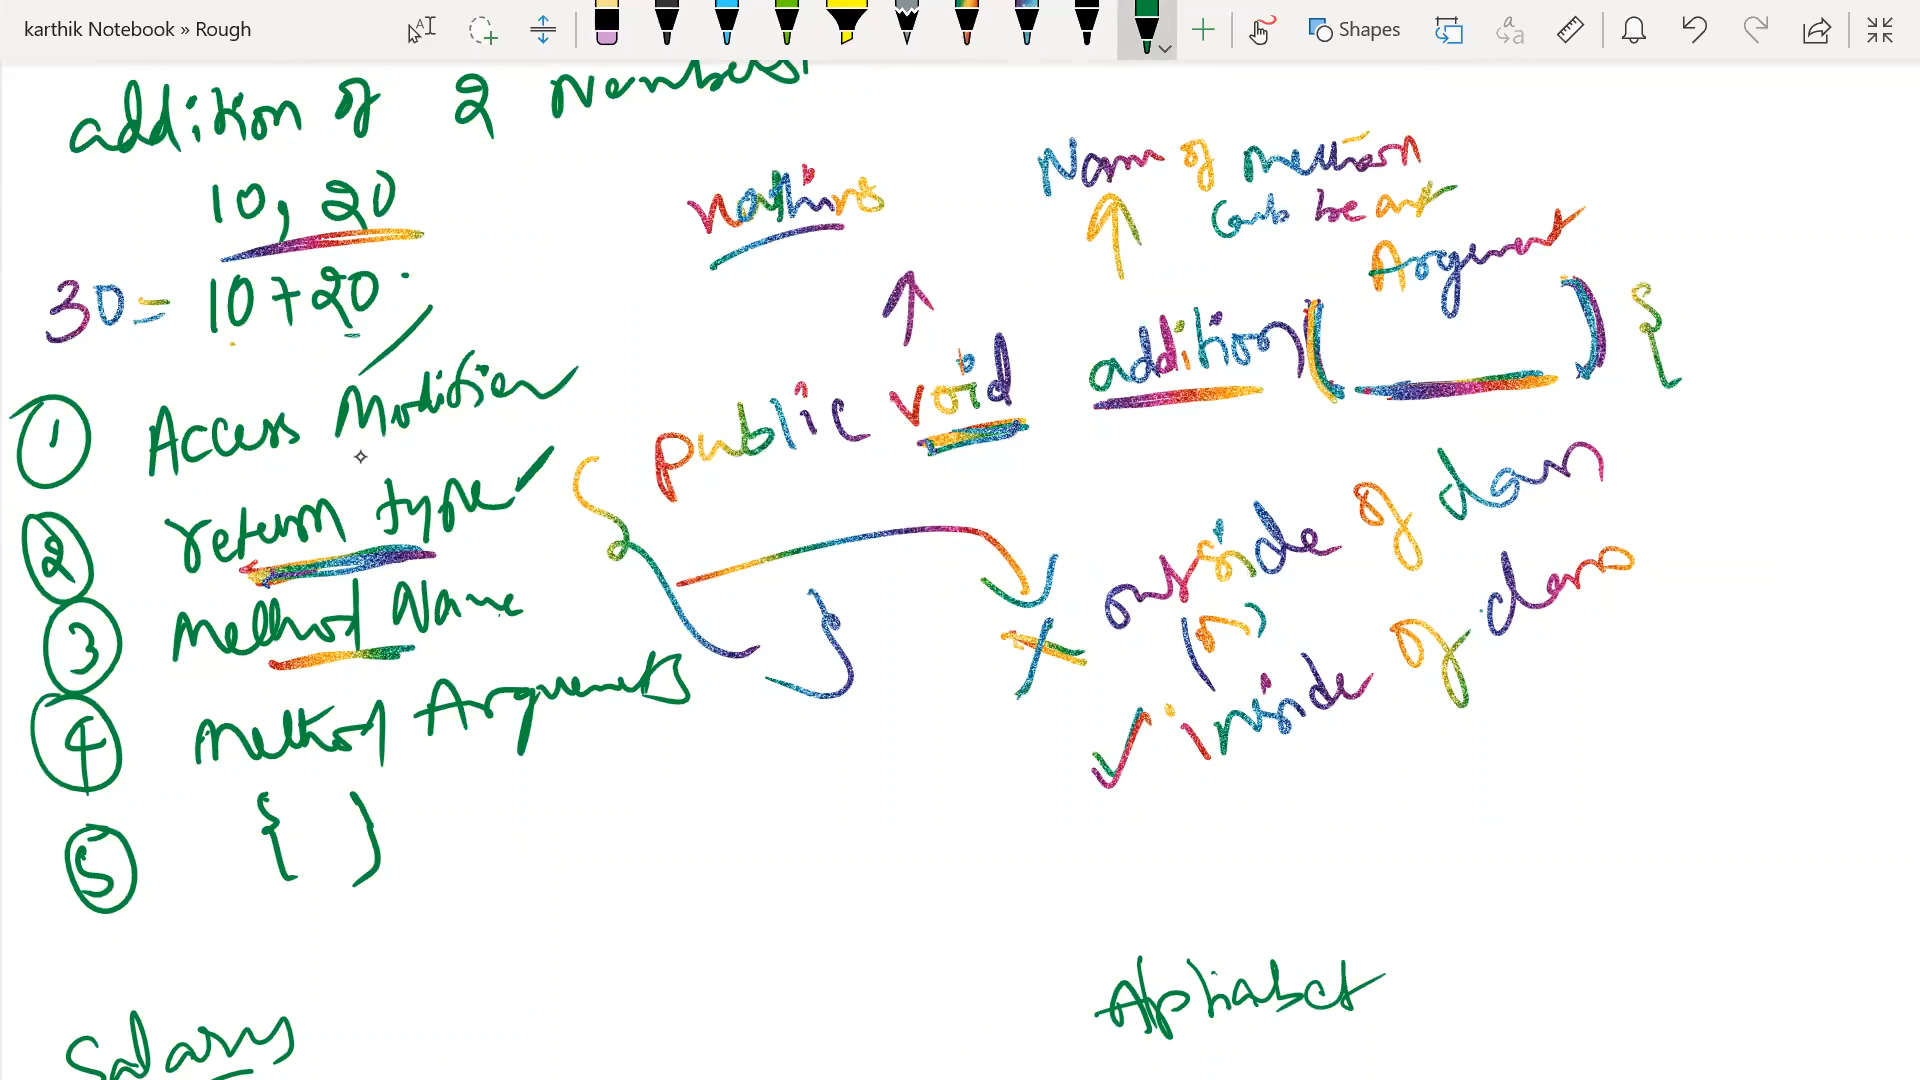 karthik Notebook » Rough
Shapes
addition of 2 Numbers
10, 20
30 = 10 + 20
1 Access Modifier
2 return type
3 Method Name
4 Method Arguments
5 { }
Salary
nothing
Name of method
be any
Argument
public void addition( ) {
}
outside of class
(or)
inside of class
Alphabet